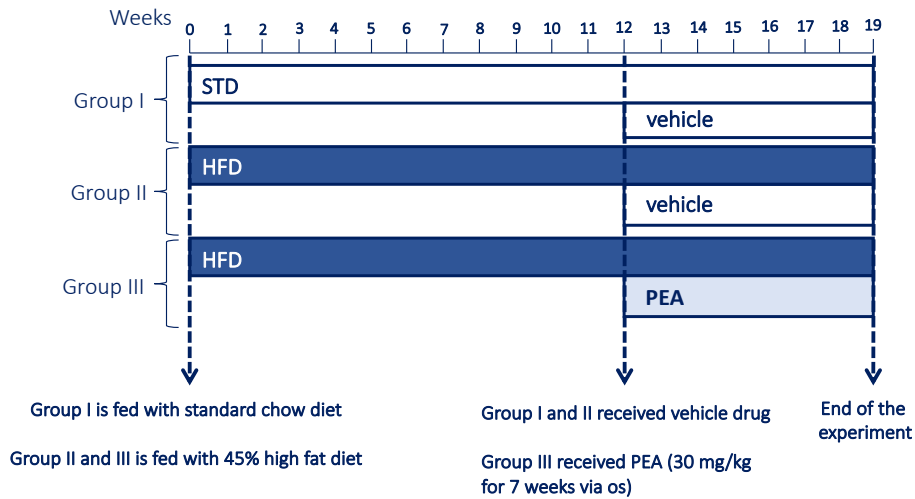 Weeks
0 1 2 3 4 5 6 7 8 9 10 11 12 13 14 15 16 17 18 19
Group I
STD
vehicle
Group II
HFD
vehicle
Group III
HFD
PEA
Group I is fed with standard chow diet
Group II and III is fed with 45% high fat diet
Group I and II received vehicle drug
Group III received PEA (30 mg/kg
for 7 weeks via os)
End of the
experiment